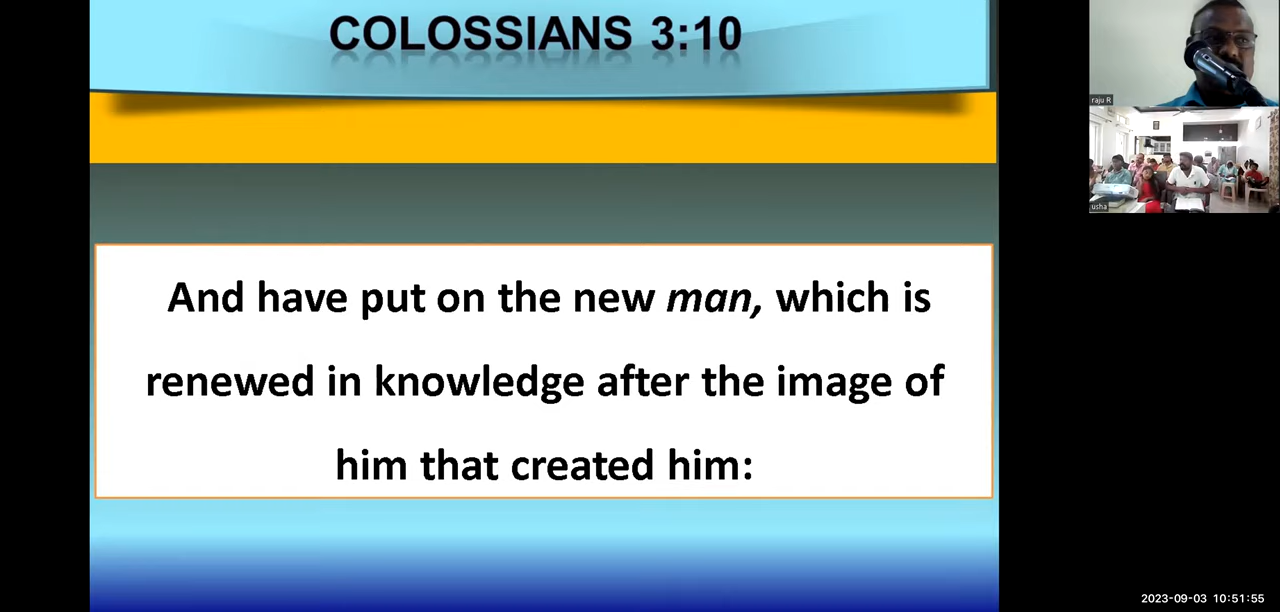 COLOSSIANS 3:10
And have put on the new man, which is
renewed in knowledge after the image of
him that created him:
raju R
usha
2023-09-03 10:51:55